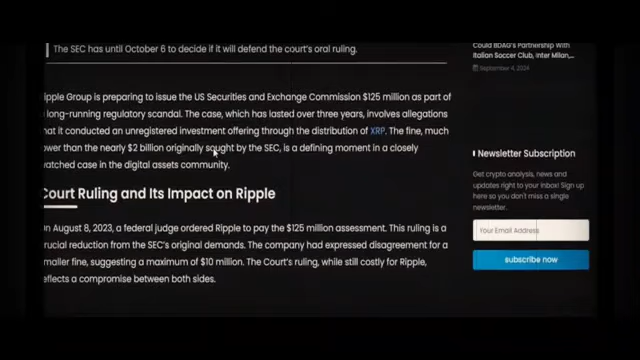 The SEC has until October 6 to decide if it will defend the court's oral ruling.
ipple Group is preparing to issue the US Securities and Exchange Commission $125 million as part of
long-running regulatory scandal. The case, which has lasted over three years, involves allegations
hat it conducted an unregistered investment offering through the distribution of XRP. The fine, much
ower than the nearly $2 billion originally sought by the SEC, is a defining moment in a closely
vatched case in the digital assets community.
Court Ruling and Its Impact on Ripple
n August 8, 2023, a federal judge ordered Ripple to pay the $125 million assessment. This ruling is a
rucial reduction from the SEC's original demands. The company had expressed disagreement for a
maller fine, suggesting a maximum of $10 million. The Court's ruling, while still costly for Ripple,
eflects a compromise between both sides.
Could BDAG's Partnership With
Italian Soccer Club, Inter Milan,...
September 4, 2024
Newsletter Subscription
Get crypto analysis, news and
updates right to your inbox! Sign up
here so you don't miss a single
newsletter.
Your Email Address
subscribe now